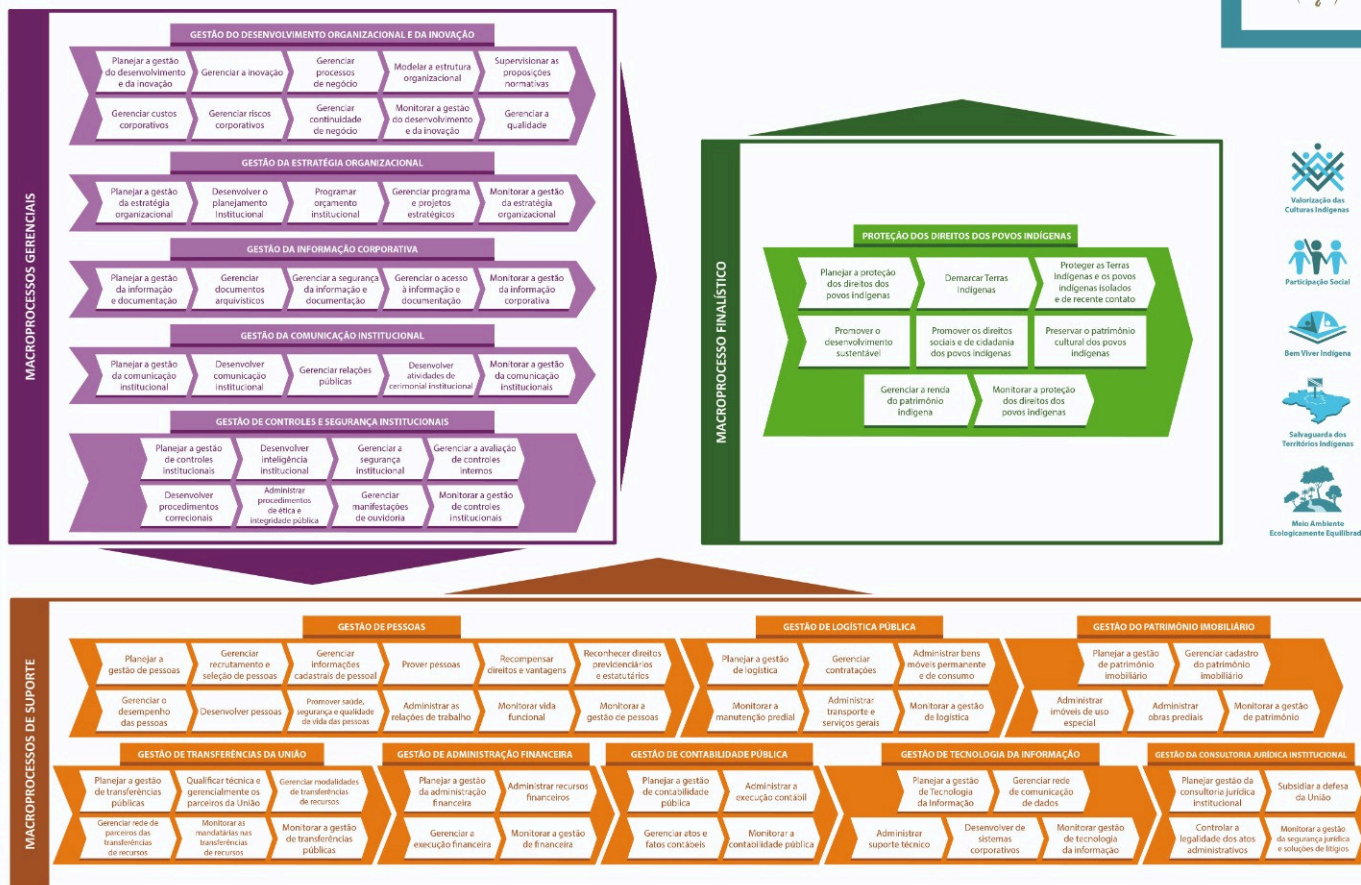 MACROPROCESSOS GERENCIAIS
GESTÃO DO DESENVOLVIMENTO ORGANIZACIONAL E DA INOVAÇÃO
Planejar a gestão
do desenvolvimento
e da inovação
Gerenciar a inovação
Gerenciar
processos
de negócio
Modelar a estrutura
organizacional
Supervisionar as
proposições
normativas
Gerenciar custos
corporativos
Gerenciar riscos
corporativos
Gerenciar
continuidade
de negócio
Monitorar a gestão
do desenvolvimento
e da inovação
Gerenciar a
qualidade
GESTÃO DA ESTRATÉGIA ORGANIZACIONAL
Planejar a gestão
da estratégia
organizacional
Desenvolver o
planejamento
Institucional
Programar
orçamento
institucional
Gerenciar programa
e projetos
estratégicos
Monitorar a gestão
da estratégia
organizacional
GESTÃO DA INFORMAÇÃO CORPORATIVA
Planejar a gestão
da informação
e documentação
Gerenciar
documentos
arquivísticos
Gerenciar a segurança
da informação e
documentação
Gerenciar o acesso
à informação e
documentação
Monitorar a gestão
da informação
corporativa
GESTÃO DA COMUNICAÇÃO INSTITUCIONAL
Planejar a gestão
da comunicação
institucional
Desenvolver
comunicação
institucional
Gerenciar relações
públicas
Desenvolver
atividades de
cerimonial institucional
Monitorar a gestão
da comunicação
institucionais
GESTÃO DE CONTROLES E SEGURANÇA INSTITUCIONAIS
Planejar a gestão
de controles
institucionais
Desenvolver
inteligência
institucional
Gerenciar a
segurança
institucional
Gerenciar a avaliação
de controles
internos
Desenvolver
procedimentos
correcionais
Administrar
procedimentos
de ética e
integridade pública
Gerenciar
manifestações
de ouvidoria
Monitorar a gestão
de controles
institucionais
MACROPROCESSO FINALÍSTICO
PROTEÇÃO DOS DIREITOS DOS POVOS INDÍGENAS
Planejar a proteção
dos direitos dos
povos indígenas
Demarcar Terras
Indígenas
Proteger as Terras
Indígenas e os povos
indígenas isolados
e de recente contato
Promover o
desenvolvimento
sustentável
Promover os direitos
sociais e de cidadania
dos povos indígenas
Preservar o patrimônio
cultural dos povos
indígenas
Gerenciar a renda
do patrimônio
indígena
Monitorar a proteção
dos direitos dos
povos indígenas
Valorização das
Culturas Indígenas
Participação Social
Bem Viver Indígena
Salvaguarda dos
Territórios Indígenas
Meio Ambiente
Ecologicamente Equilibrad
MACROPROCESSOS DE SUPORTE
GESTÃO DE PESSOAS
Planejar a
gestão de pessoas
Gerenciar
recrutamento e
seleção de pessoas
Gerenciar
informações
cadastrais de pessoal
Prover pessoas
Recompensar
direitos e vantagens
Reconhecer direitos
previdenciários
e estatutários
Gerenciar o
desempenho
das pessoas
Desenvolver pessoas
Promover saúde,
segurança e qualidade
de vida das pessoas
Administrar as
relações de trabalho
Monitorar vida
funcional
Monitorar a
gestão de pessoas
GESTÃO DE LOGÍSTICA PÚBLICA
Planejar a gestão
de logística
Gerenciar
contratações
Administrar bens
móveis permanente
e de consumo
Monitorar a
manutenção predial
Administrar
transporte e
serviços gerais
Monitorar a gestão
de logística
GESTÃO DO PATRIMÔNIO IMOBILIÁRIO
Planejar a gestão
de patrimônio
imobiliário
Gerenciar cadastro
do patrimônio
imobiliário
Administrar
imóveis de uso
especial
Administrar
obras prediais
Monitorar a gestão
de patrimônio
GESTÃO DE TRANSFERÊNCIAS DA UNIÃO
Planejar a gestão
de transferências
públicas
Qualificar técnica e
gerencialmente os
parceiros da União
Gerenciar modalidades
de transferências
de recursos
Gerenciar rede de
parceiros das
transferências
de recursos
Monitorar as
mandatárias nas
transferências
de recursos
Monitorar a gestão
de transferências
públicas
GESTÃO DE ADMINISTRAÇÃO FINANCEIRA
Planejar a gestão
da administração
financeira
Administrar recursos
financeiros
Gerenciar a
execução financeira
Monitorar a gestão
de financeira
GESTÃO DE CONTABILIDADE PÚBLICA
Planejar a gestão
de contabilidade
pública
Administrar a
execução contábil
Gerenciar atos e
fatos contábeis
Monitorar a
contabilidade pública
GESTÃO DE TECNOLOGIA DA INFORMAÇÃO
Planejar a gestão
de Tecnologia
da Informação
Gerenciar rede
de comunicação
de dados
Administrar
suporte técnico
Desenvolver de
sistemas
corporativos
Monitorar gestão
de tecnologia
da informação
GESTÃO DA CONSULTORIA JURÍDICA INSTITUCIONAL
Planejar gestão da
consultoria jurídica
institucional
Subsidiar a defesa
da União
Controlar a
legalidade dos atos
administrativos
Monitorar a gestão
da segurança jurídica
e soluções de litígios